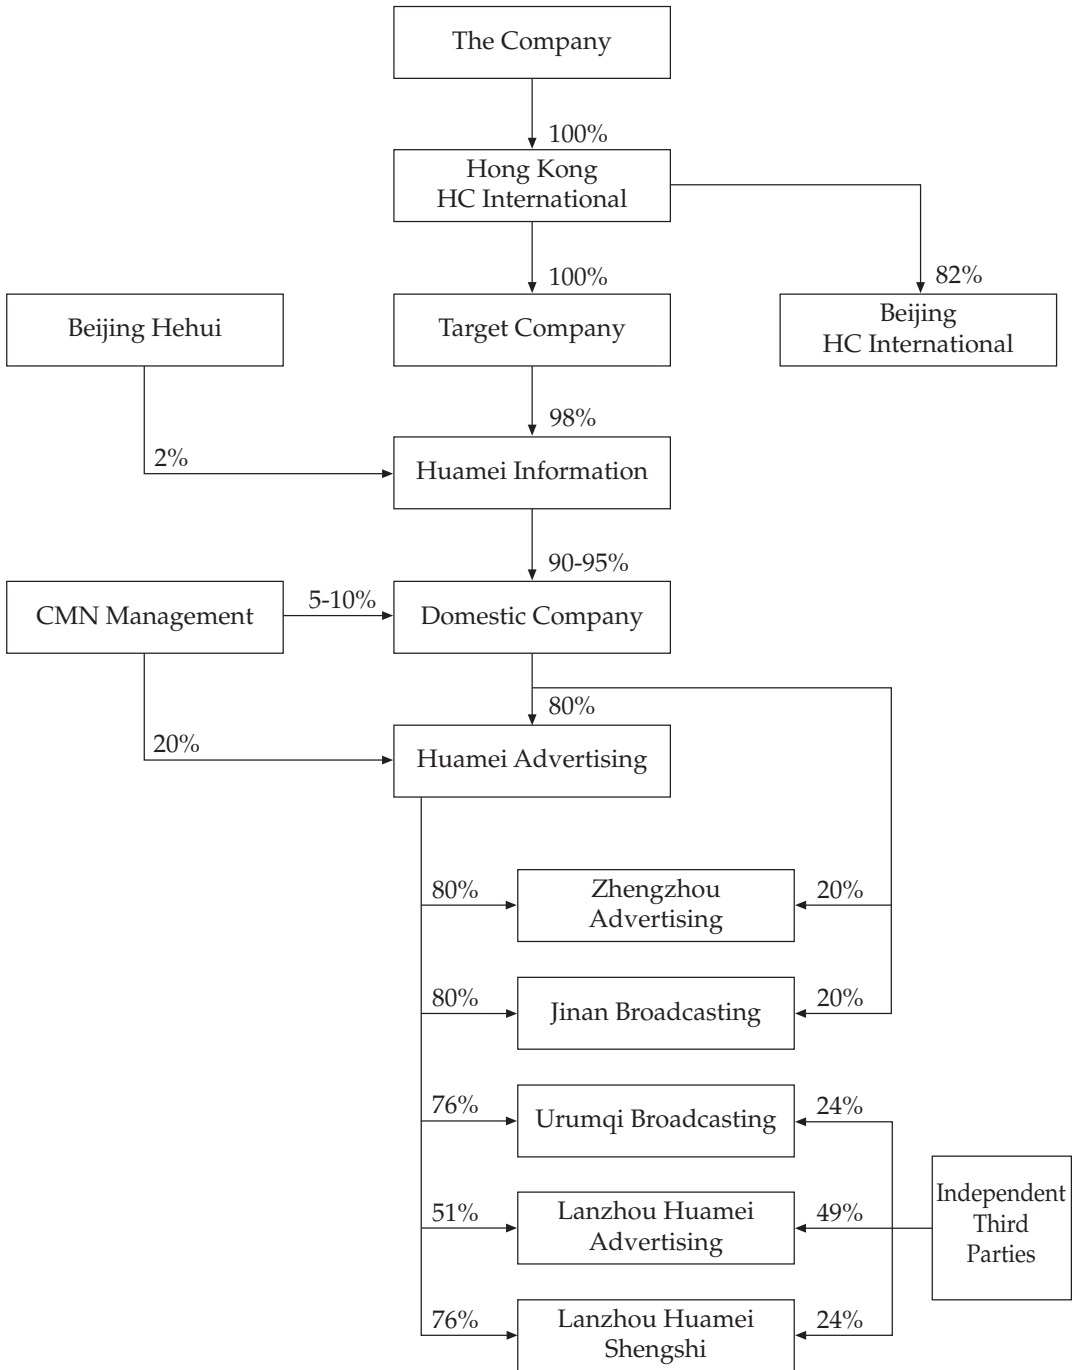 The Company
100%
Hong Kong
HC International
100%
82%
Beijing Hehui
Target Company
Beijing
HC International
98%
2%
Huamei Information
90-95%
CMN Management
5-10%
Domestic Company
80%
20%
Huamei Advertising
80%
Zhengzhou
Advertising
20%
80%
Jinan Broadcasting
20%
76%
Urumqi Broadcasting
24%
Independent
Third
Parties
51%
Lanzhou Huamei
Advertising
49%
76%
Lanzhou Huamei
Shengshi
24%